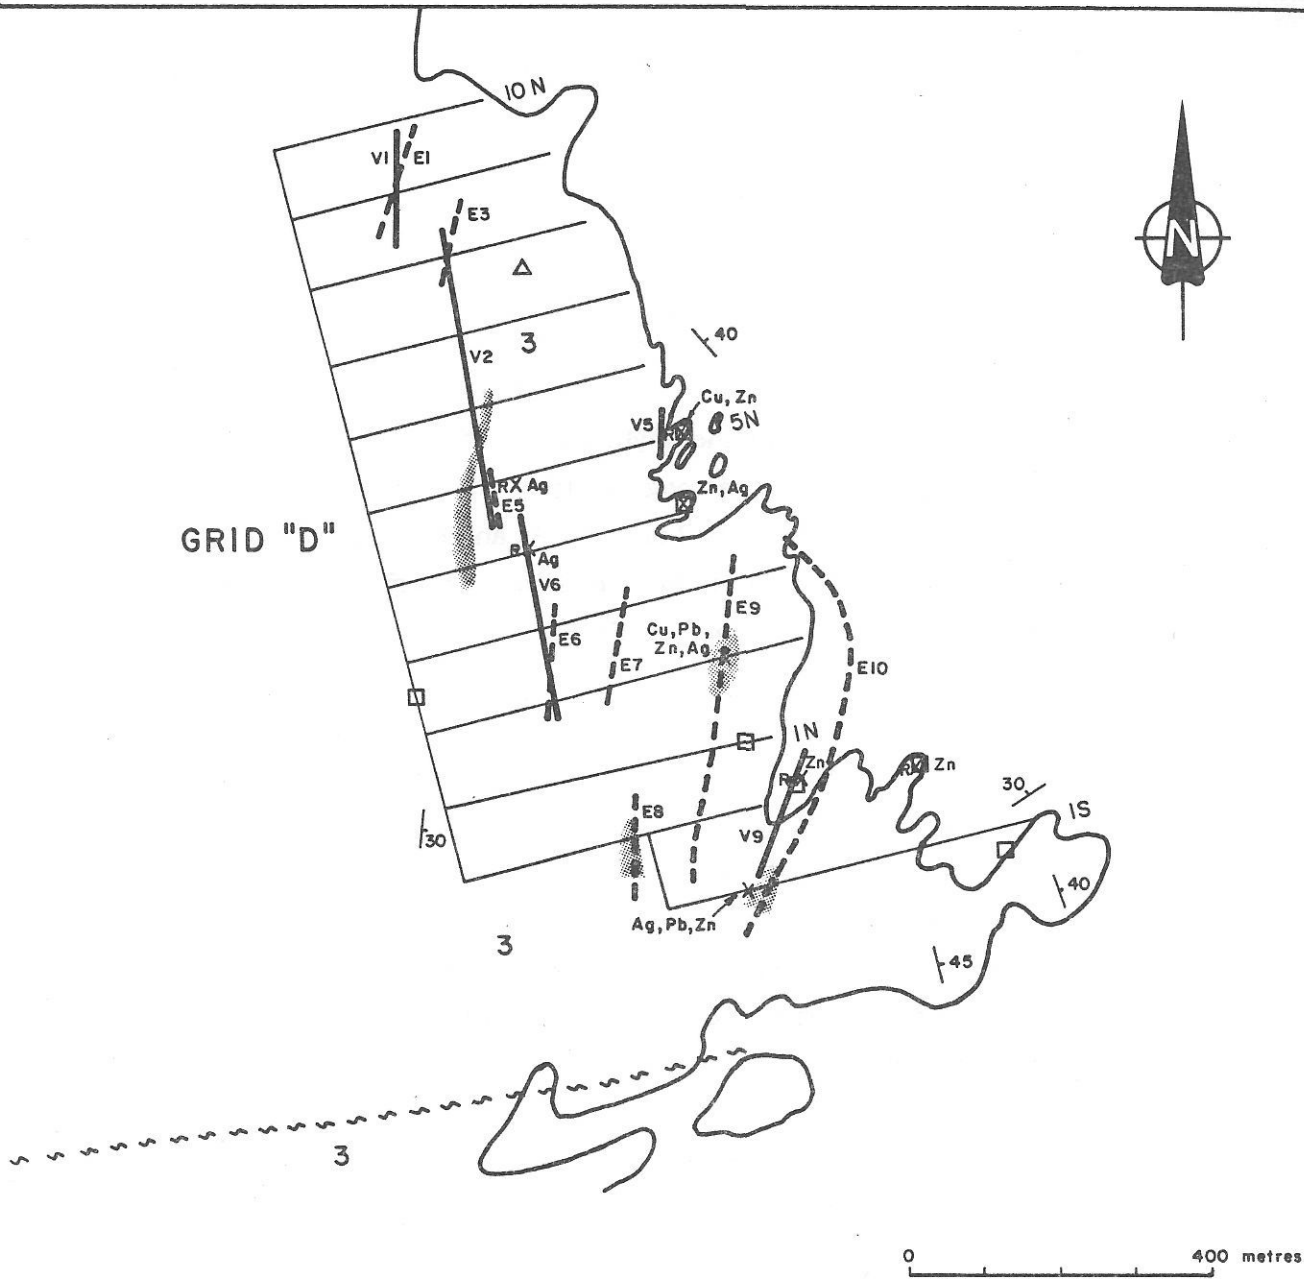 10 N
V1 E1
E3
N
3
40
V2
Cu, Zn
V5
R
5N
R X Ag
Zn, Ag
E5
GRID "D"
R X
Ag
V6
E9
Cu, Pb,
Zn, Ag
E6
E7
E10
1N
Zn
R X
R X Zn
30
1S
E8
30
V9
40
Ag, Pb, Zn
3
45
3
0 400 metres